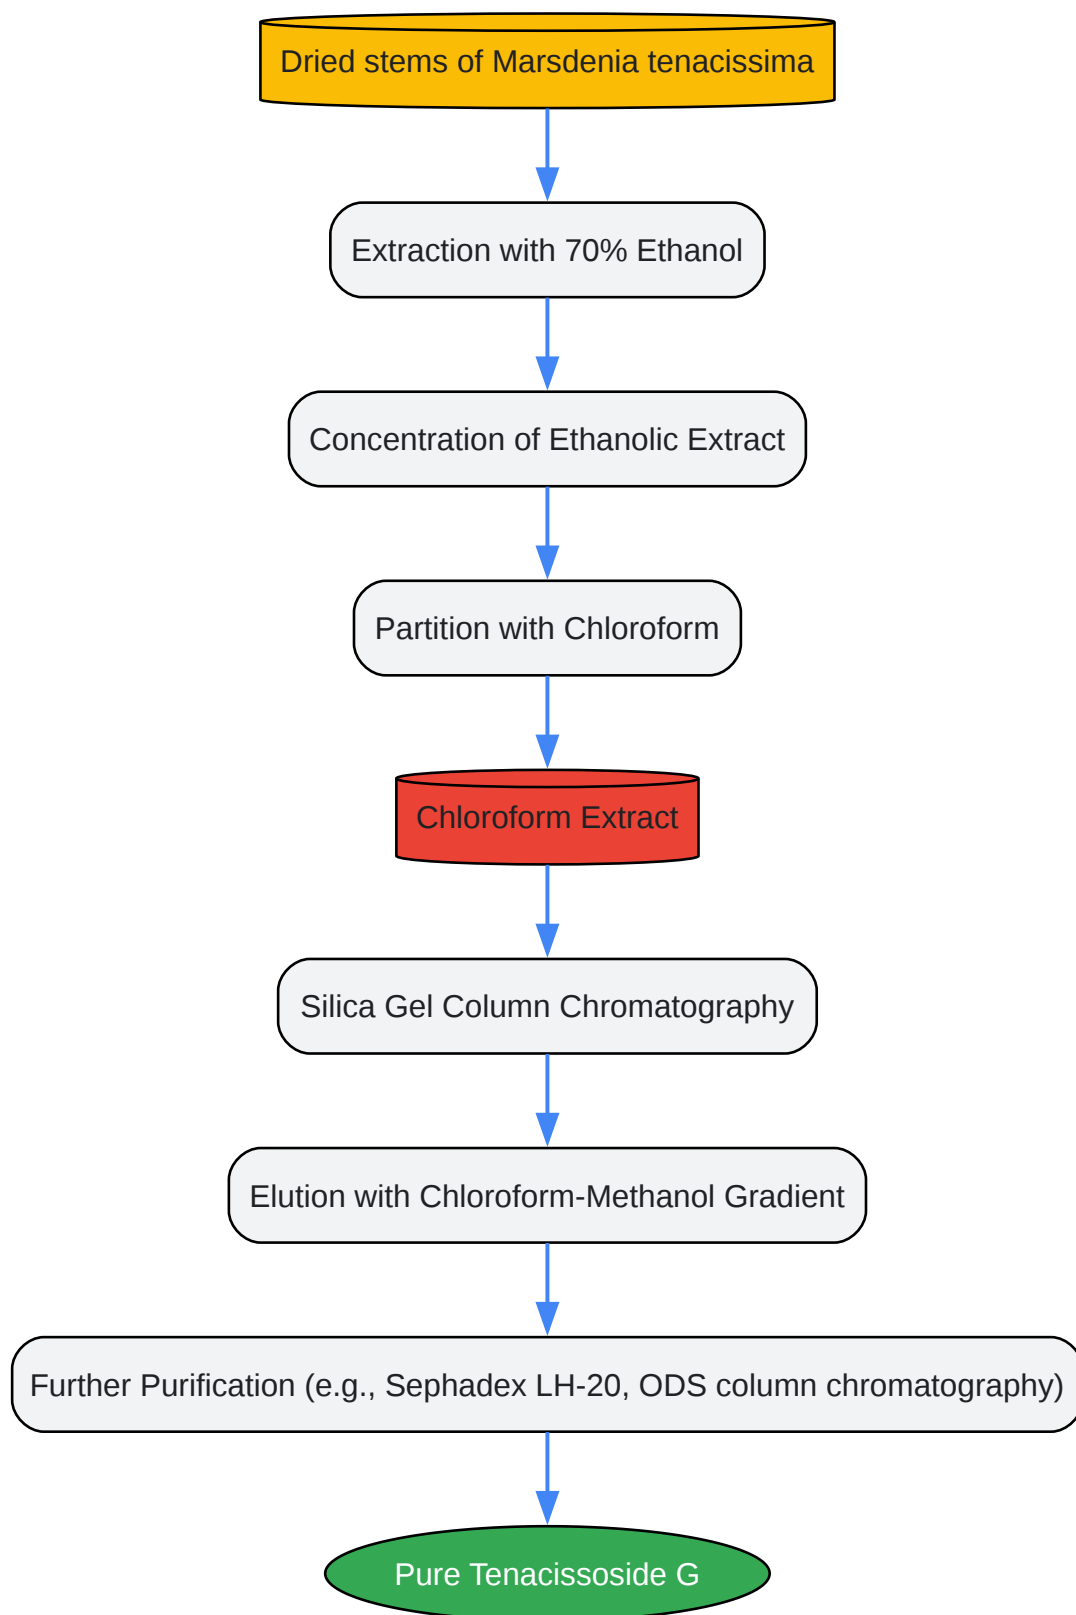 Dried stems of Marsdenia tenacissima
Extraction with 70% Ethanol
Concentration of Ethanolic Extract
Partition with Chloroform
Chloroform Extract
Silica Gel Column Chromatography
Elution with Chloroform-Methanol Gradient
Further Purification (e.g., Sephadex LH-20, ODS column chromatography)
Pure Tenacissoside G